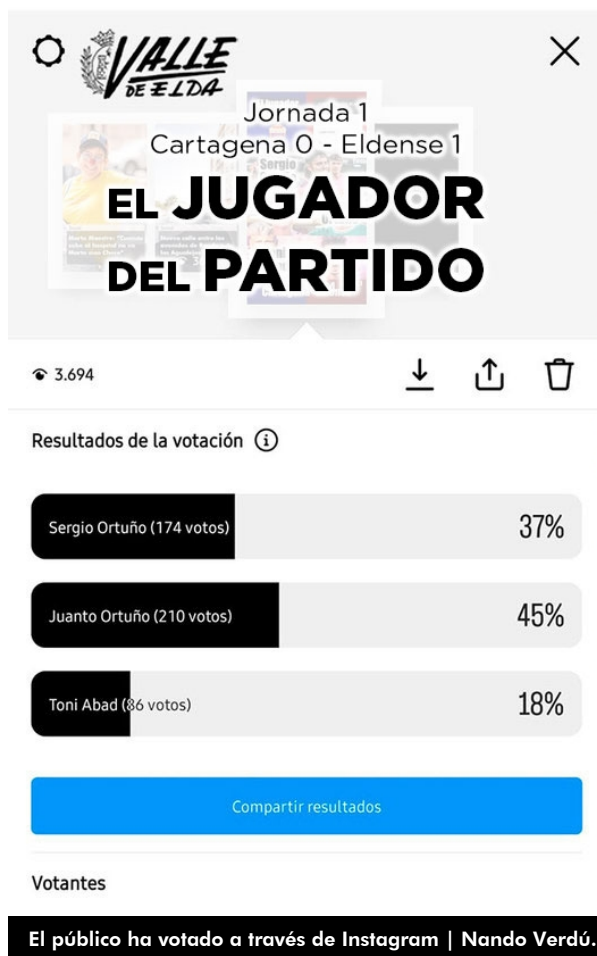 VALLE
DE ELDA
Jornada 1
Cartagena 0 - Eldense 1
EL JUGADOR
DEL PARTIDO
3.694
Resultados de la votación
Sergio Ortuño (174 votos) 37%
Juanto Ortuño (210 votos) 45%
Toni Abad (86 votos) 18%
Compartir resultados
Votantes
El público ha votado a través de Instagram | Nando Verdú.